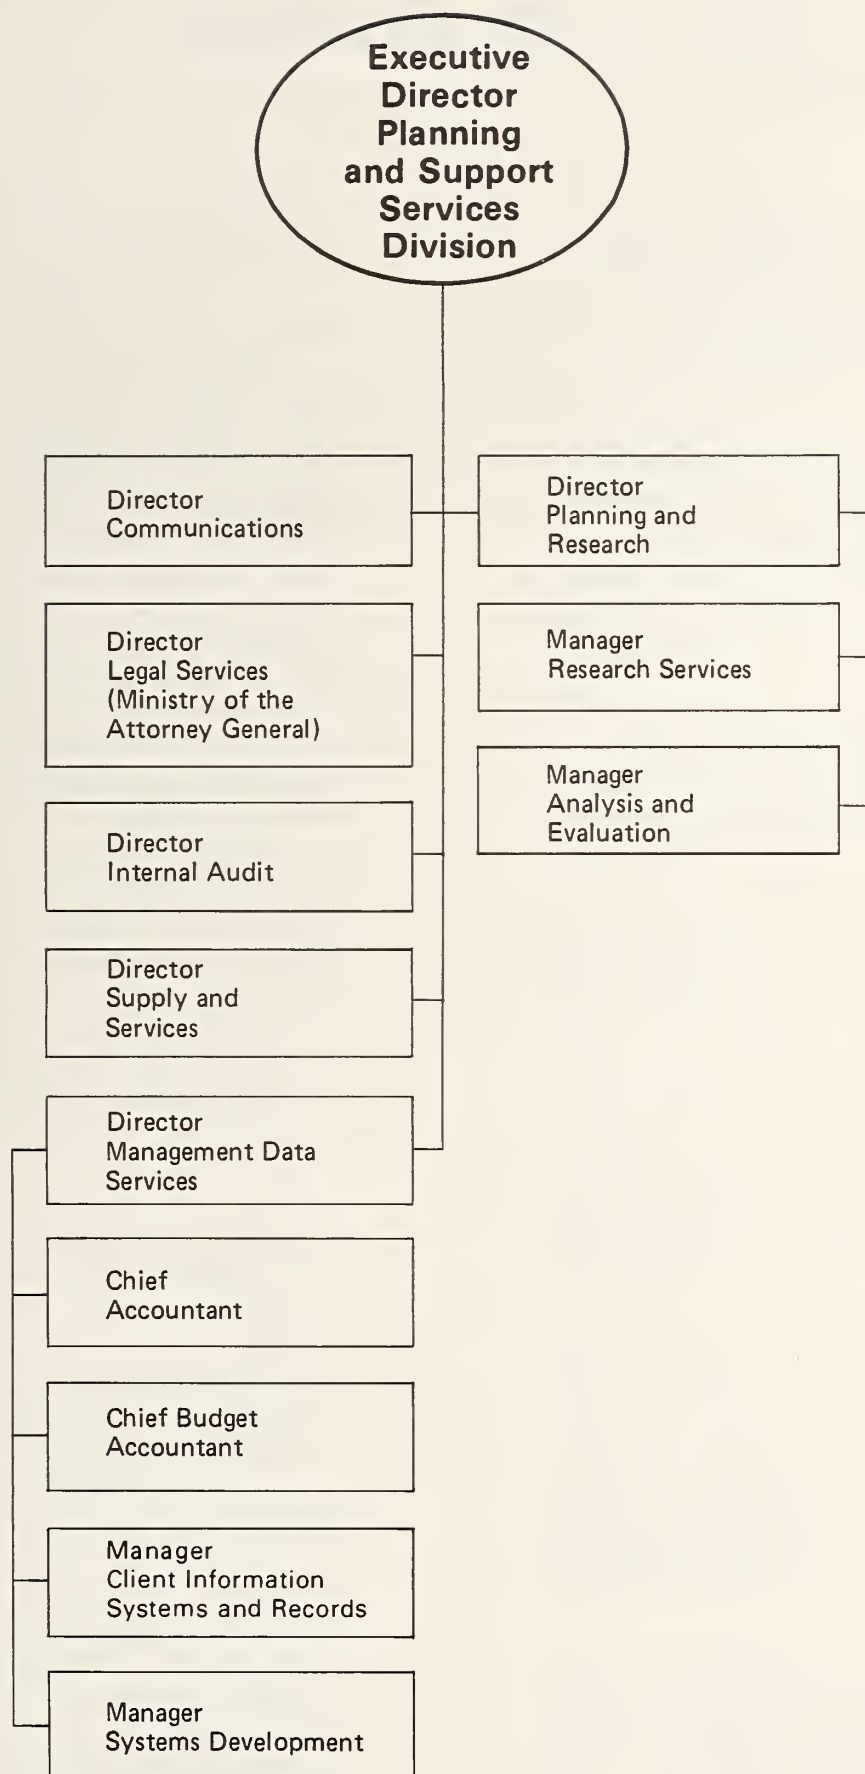 Executive
Director
Planning
and Support
Services
Division
Director
Communications
Director
Planning and
Research
Director
Legal Services
(Ministry of the
Attorney General)
Manager
Research Services
Manager
Analysis and
Evaluation
Director
Internal Audit
Director
Supply and
Services
Director
Management Data
Services
Chief
Accountant
Chief Budget
Accountant
Manager
Client Information
Systems and Records
Manager
Systems Development